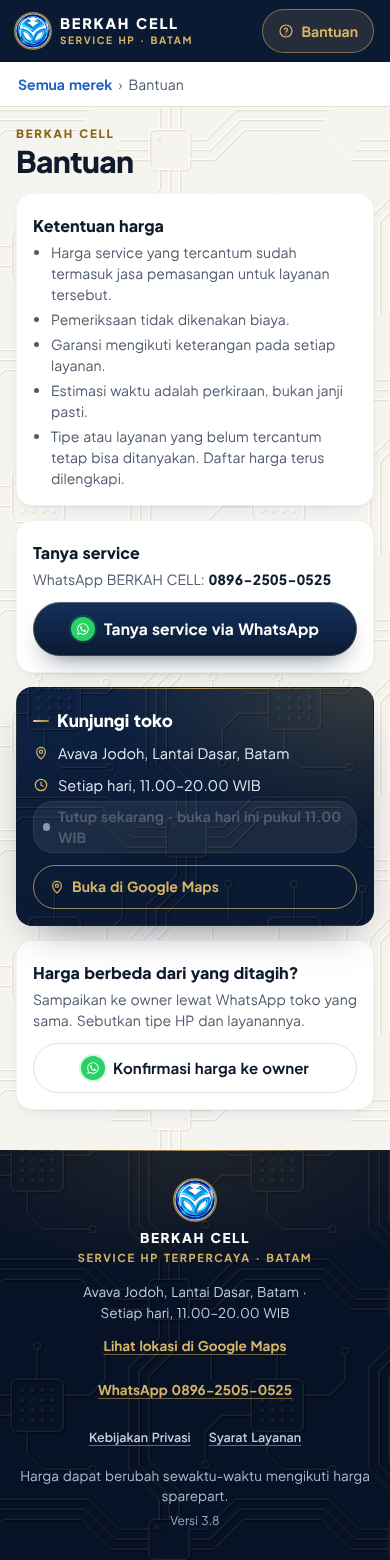 BERKAH CELL
SERVICE HP · BATAM
Bantuan
Semua merek › Bantuan
BERKAH CELL
Bantuan
Ketentuan harga
• Harga service yang tercantum sudah
termasuk jasa pemasangan untuk layanan
tersebut.
• Pemeriksaan tidak dikenakan biaya.
• Garansi mengikuti keterangan pada setiap
layanan.
• Estimasi waktu adalah perkiraan, bukan janji
pasti.
• Tipe atau layanan yang belum tercantum
tetap bisa ditanyakan. Daftar harga terus
dilengkapi.
Tanya service
WhatsApp BERKAH CELL: 0896-2505-0525
Tanya service via WhatsApp
Kunjungi toko
Avava Jodoh, Lantai Dasar, Batam
Setiap hari, 11.00–20.00 WIB
Tutup sekarang · buka hari ini pukul 11.00
WIB
Buka di Google Maps
Harga berbeda dari yang ditagih?
Sampaikan ke owner lewat WhatsApp toko yang
sama. Sebutkan tipe HP dan layanannya.
Konfirmasi harga ke owner
BERKAH CELL
SERVICE HP TERPERCAYA · BATAM
Avava Jodoh, Lantai Dasar, Batam ·
Setiap hari, 11.00–20.00 WIB
Lihat lokasi di Google Maps
WhatsApp 0896-2505-0525
Kebijakan Privasi Syarat Layanan
Harga dapat berubah sewaktu-waktu mengikuti harga
sparepart.
Versi 3.8